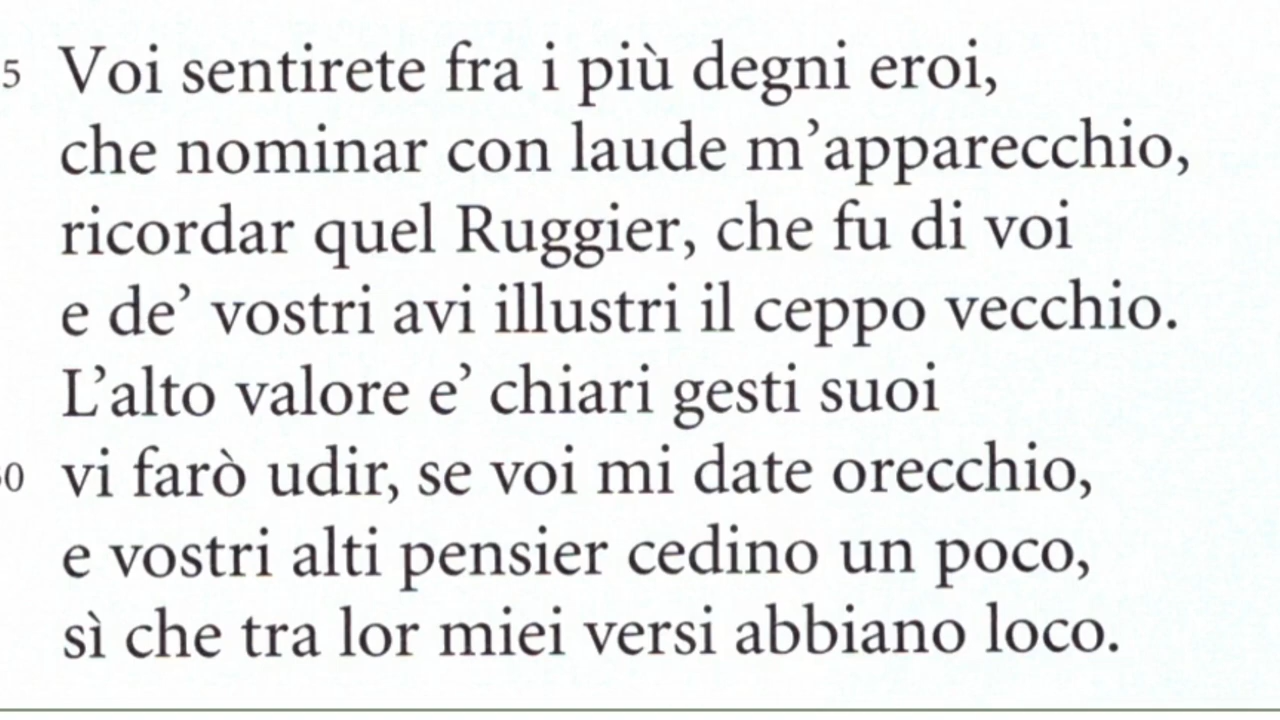 5 Voi sentirete fra i più degni eroi,
che nominar con laude m’apparecchio,
ricordar quel Ruggier, che fu di voi
e de’ vostri avi illustri il ceppo vecchio.
L’alto valore e’ chiari gesti suoi
0 vi farò udir, se voi mi date orecchio,
e vostri alti pensier cedino un poco,
sì che tra lor miei versi abbiano loco.